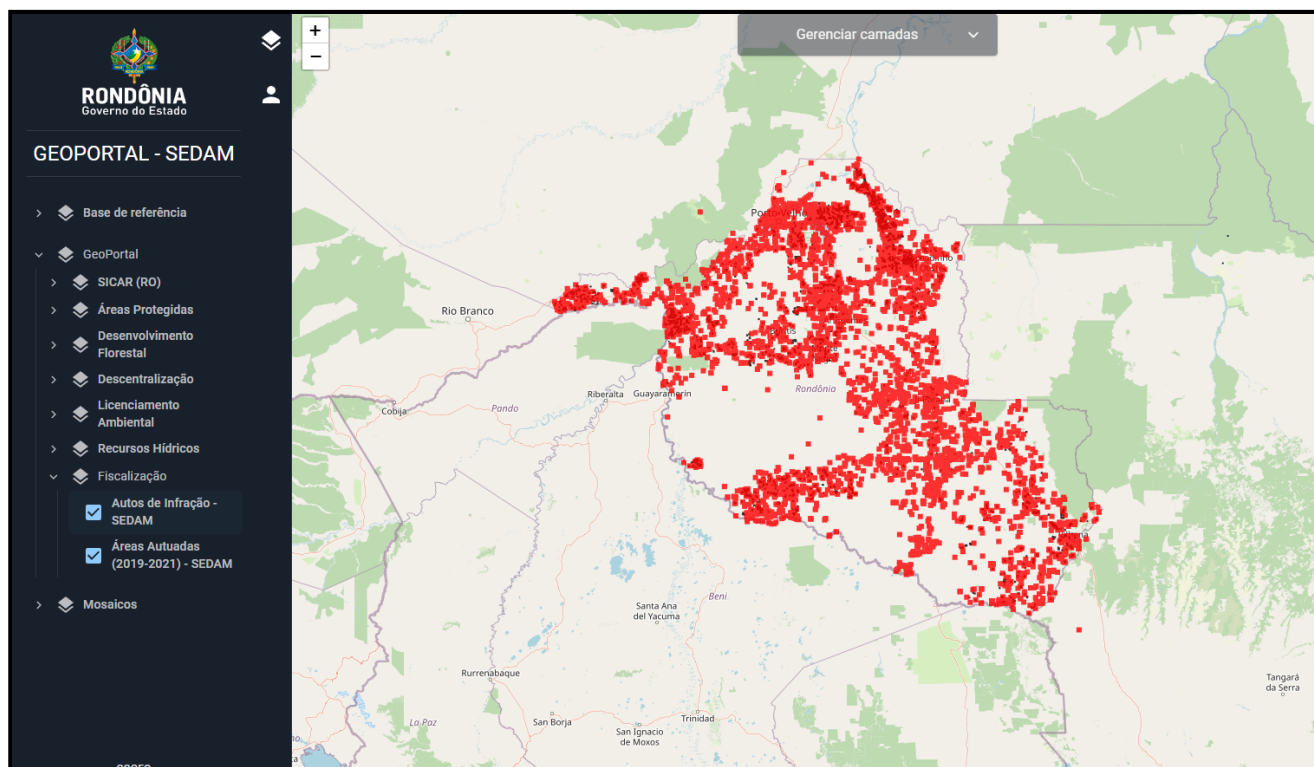 RONDÔNIA
Governo do Estado
GEOPORTAL - SEDAM
Base de referência
GeoPortal
SICAR (RO)
Áreas Protegidas
Desenvolvimento
Florestal
Descentralização
Licenciamento
Ambiental
Recursos Hídricos
Fiscalização
Autos de Infração -
SEDAM
Áreas Autuadas
(2019-2021) - SEDAM
Mosaicos
+
−
Gerenciar camadas
Rio Branco
Cobija
Pando
Riberalta
Guayaramerín
Rondônia
Beni
Santa Ana
del Yacuma
Rurrenabaque
La Paz
San Borja
San Ignacio
de Moxos
Trinidad
Tangará
da Serra